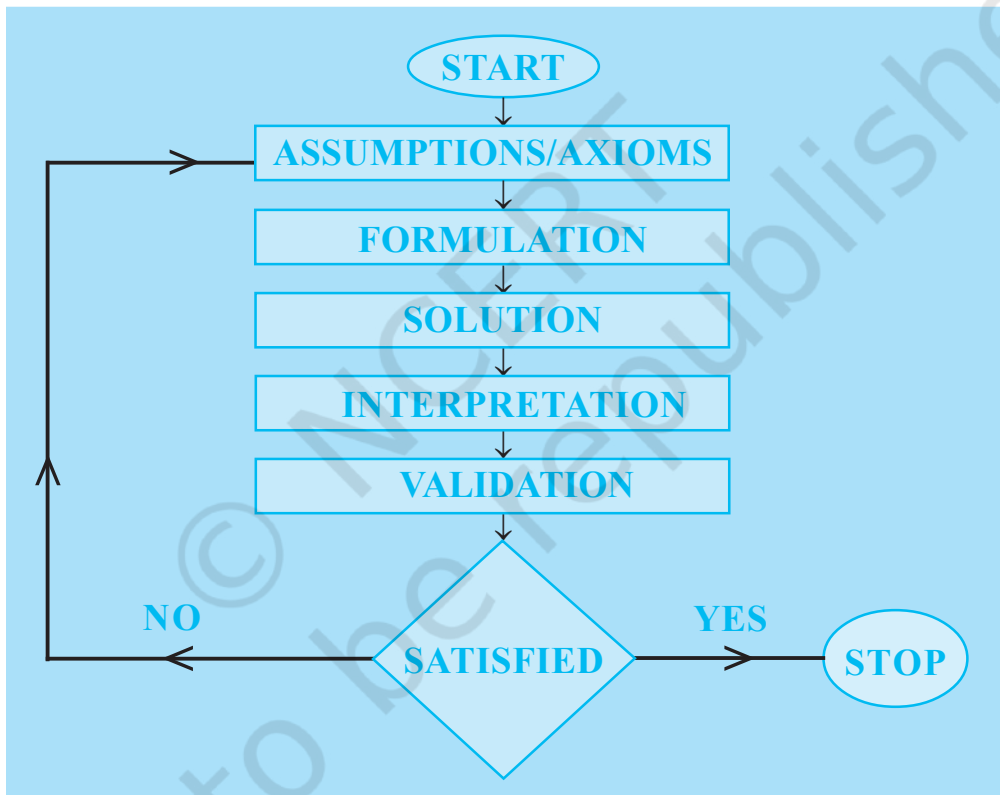 START
ASSUMPTIONS/AXIOMS
FORMULATION
SOLUTION
INTERPRETATION
VALIDATION
NO
YES
SATISFIED
STOP
© NCERT
to be republishe